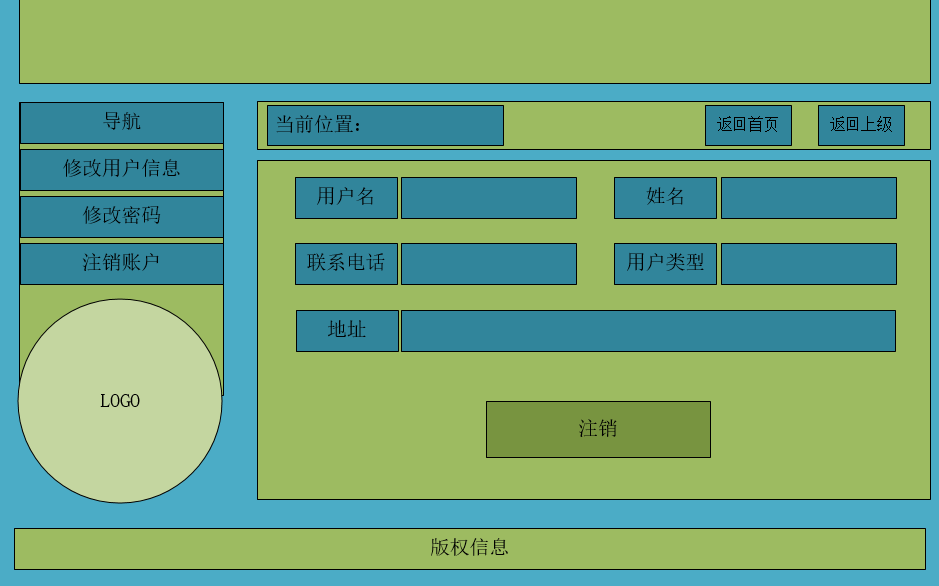 导航
修改用户信息
修改密码
注销账户
LOGO
当前位置：
返回首页
返回上级
用户名
姓名
联系电话
用户类型
地址
注销
版权信息